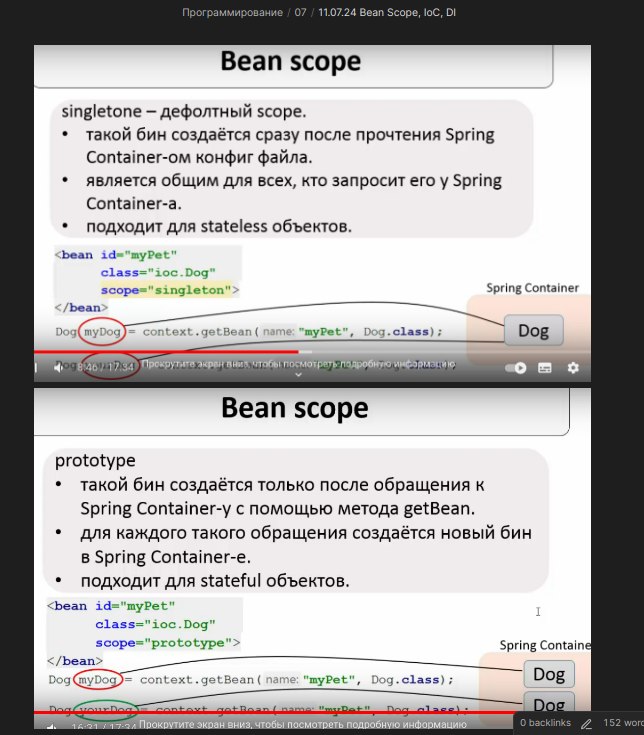 Программирование / 07 / 11.07.24 Bean Scope, IoC, DI
Bean scope
singletone – дефолтный scope.
• такой бин создаётся сразу после прочтения Spring
Container-ом конфиг файла.
• является общим для всех, кто запросит его у Spring
Container-а.
• подходит для stateless объектов.
<bean id="myPet"
class="ioc.Dog"
scope="singleton">
</bean>
Spring Container
Dog myDog = context.getBean( name: "myPet", Dog.class);
Dog
8:46 / 17:34 Прокрутите экран вниз, чтобы посмотреть подробную информацию
Bean scope
prototype
• такой бин создаётся только после обращения к
Spring Container-у с помощью метода getBean.
• для каждого такого обращения создаётся новый бин
в Spring Container-е.
• подходит для stateful объектов.
<bean id="myPet"
class="ioc.Dog"
scope="prototype">
</bean>
Spring Containe
Dog myDog = context.getBean( name: "myPet", Dog.class);
Dog
Dog yourDog = context.getBean( name: "myPet", Dog.class);
Dog
16:31 / 17:34 Прокрутите экран вниз, чтобы посмотреть подробную информацию
0 backlinks 152 word